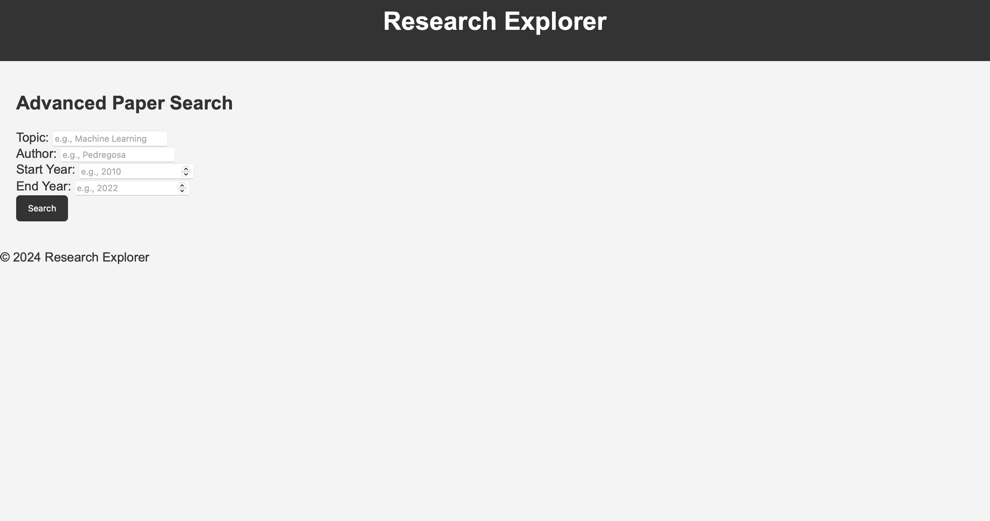 Research Explorer
Advanced Paper Search
Topic: e.g., Machine Learning
Author: e.g., Pedregosa
Start Year: e.g., 2010
End Year: e.g., 2022
Search
© 2024 Research Explorer